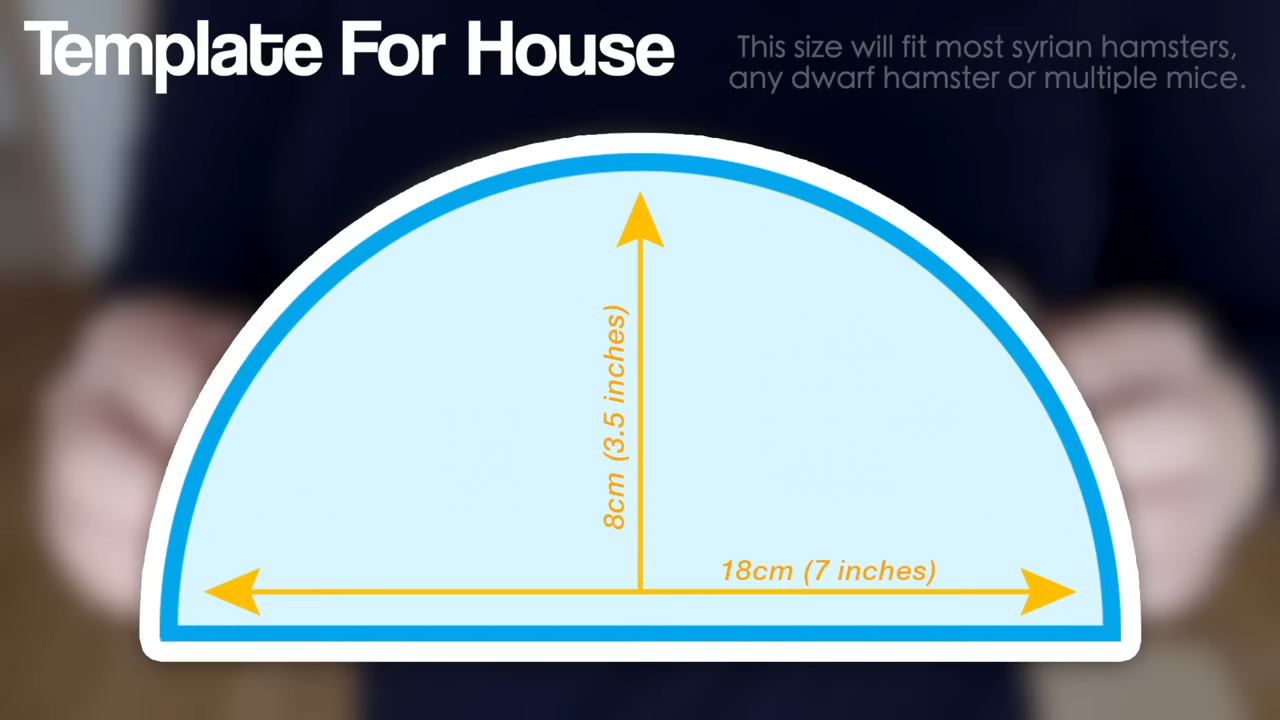 Template For House
This size will fit most syrian hamsters,
any dwarf hamster or multiple mice.
8cm (3.5 inches)
18cm (7 inches)